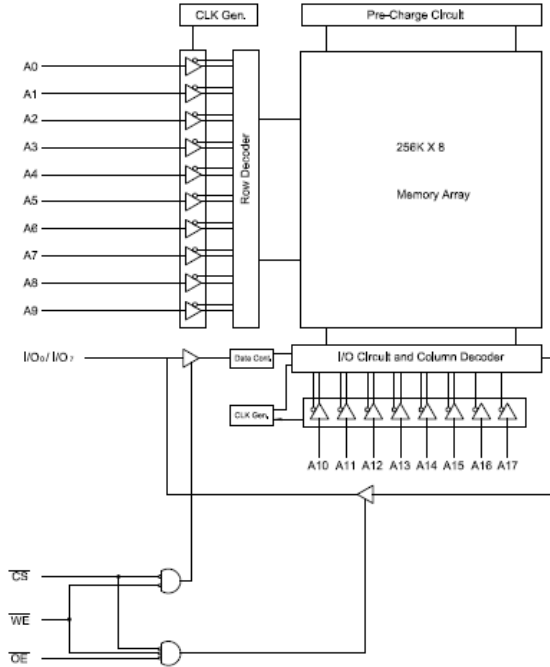 CLK Gen.
Pre-Charge Circuit
A0
A1
A2
A3
A4
A5
A6
A7
A8
A9
Row Decoder
256K X 8
Memory Array
I/O₀/ I/O₇
Data Cont.
I/O Circuit and Column Decoder
CLK Gen.
A10 A11 A12 A13 A14 A15 A16 A17
CS
WE
OE